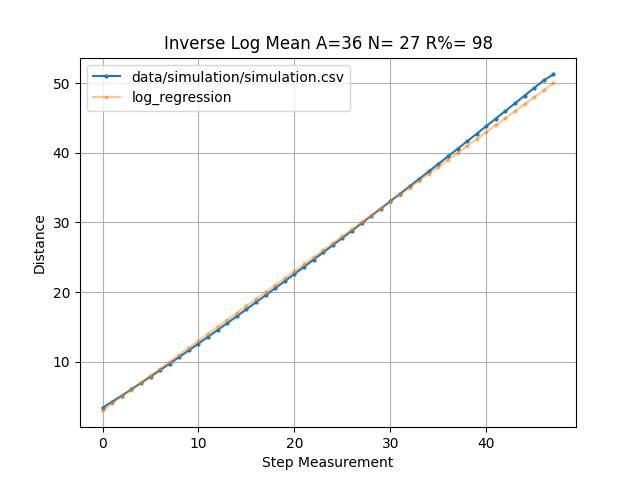 Inverse Log Mean A=36 N= 27 R%= 98
data/simulation/simulation.csv
log_regression
50
40
30
20
10
Distance
0
10
20
30
40
Step Measurement